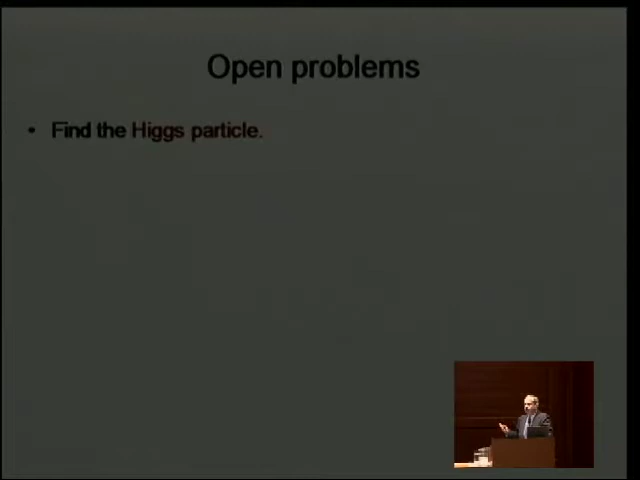 Open problems
• Find the Higgs particle.